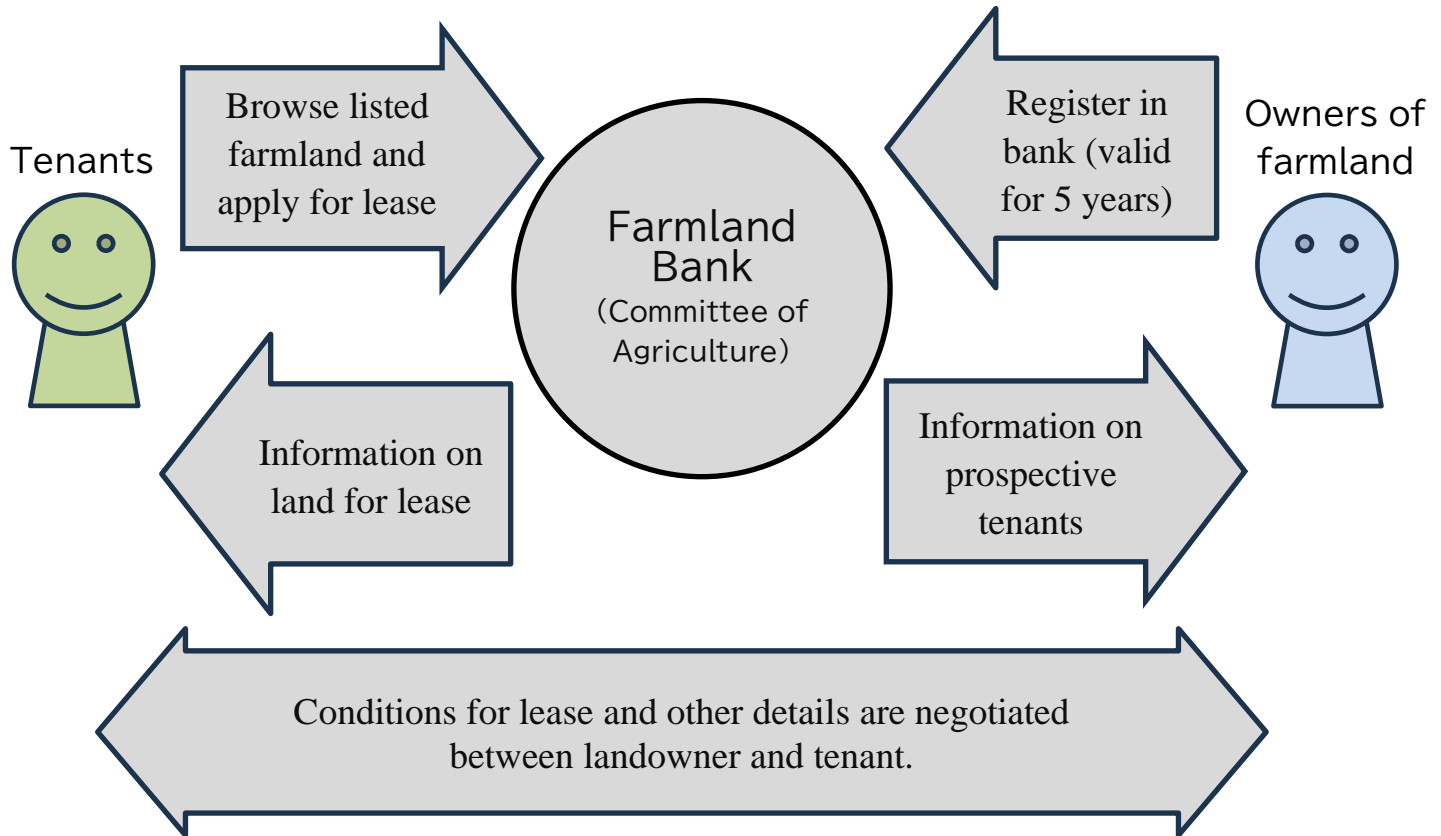 Tenants
Browse listed
farmland and
apply for lease
Farmland
Bank
（Committee of
Agriculture）
Register in
bank (valid
for 5 years)
Owners of
farmland
Information on
land for lease
Information on
prospective
tenants
Conditions for lease and other details are negotiated
between landowner and tenant.